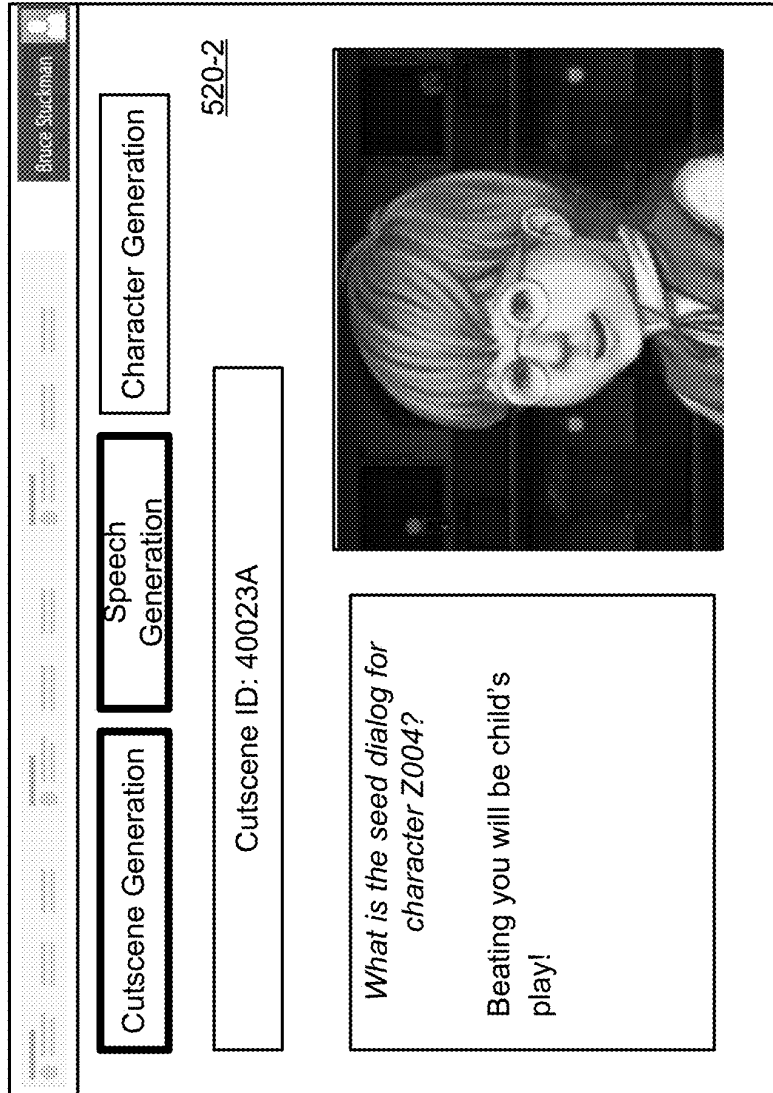 Bruce Stuckman
Cutscene Generation
Speech
Generation
Character Generation
520-2
Cutscene ID: 40023A
What is the seed dialog for
character Z004?
Beating you will be child's
play!